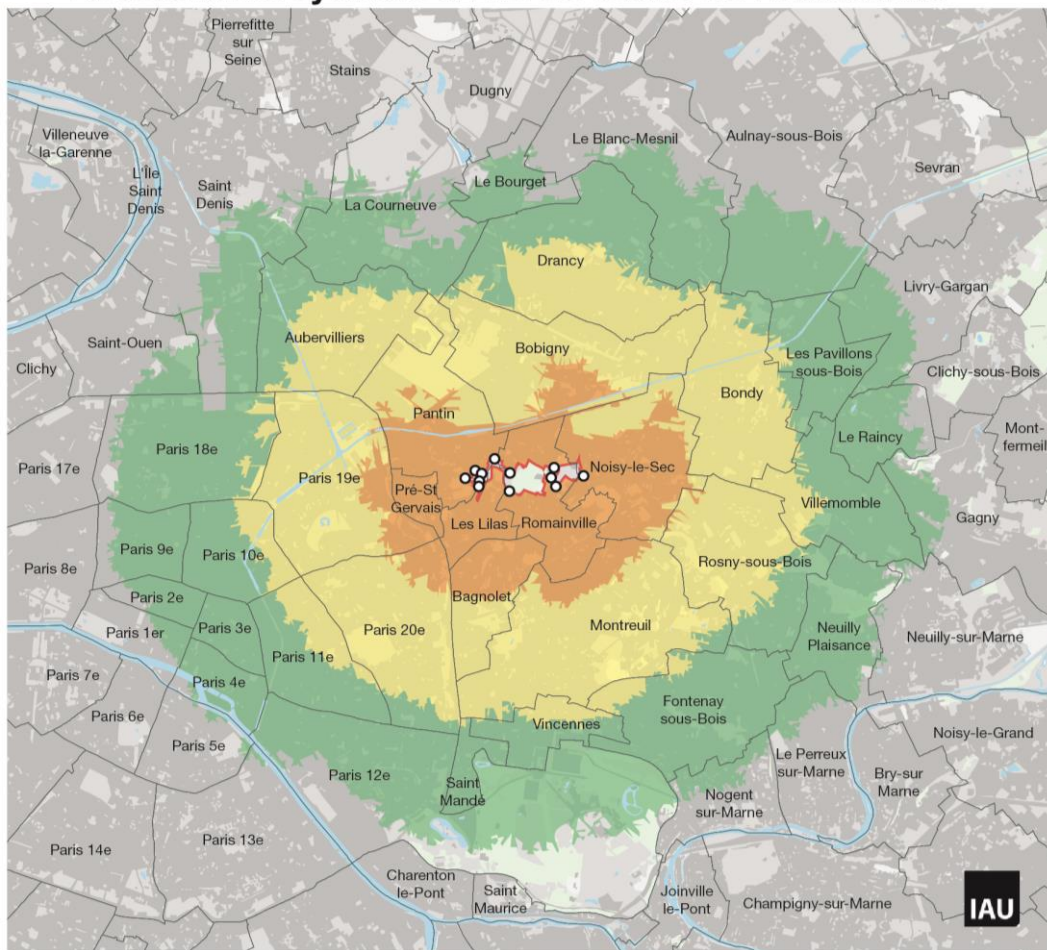 Pierrefitte
sur
Seine
Stains
Dugny
Villeneuve
la-Garenne
L'Île
Saint
Denis
Saint
Denis
Le Blanc-Mesnil
Aulnay-sous-Bois
Sevran
Le Bourget
La Courneuve
Drancy
Livry-Gargan
Saint-Ouen
Aubervilliers
Bobigny
Les Pavillons
sous-Bois
Clichy
Clichy-sous-Bois
Bondy
Pantin
Mont-
fermeil
Le Raincy
Paris 18e
Paris 17e
Paris 19e
Noisy-le-Sec
Pré-St
Gervais
Villemomble
Gagny
Les Lilas
Romainville
Paris 9e
Paris 10e
Rosny-sous-Bois
Paris 8e
Bagnolet
Paris 2e
Montreuil
Paris 1er
Paris 3e
Paris 20e
Neuilly
Plaisance
Neuilly-sur-Marne
Paris 11e
Paris 7e
Paris 4e
Paris 6e
Fontenay
sous-Bois
Vincennes
Noisy-le-Grand
Paris 5e
Le Perreux
sur-Marne
Bry-sur
Marne
Paris 12e
Saint
Mandé
Nogent
sur-Marne
Paris 13e
Paris 14e
Charenton
le-Pont
Saint
Maurice
Joinville
le-Pont
Champigny-sur-Marne
IAU